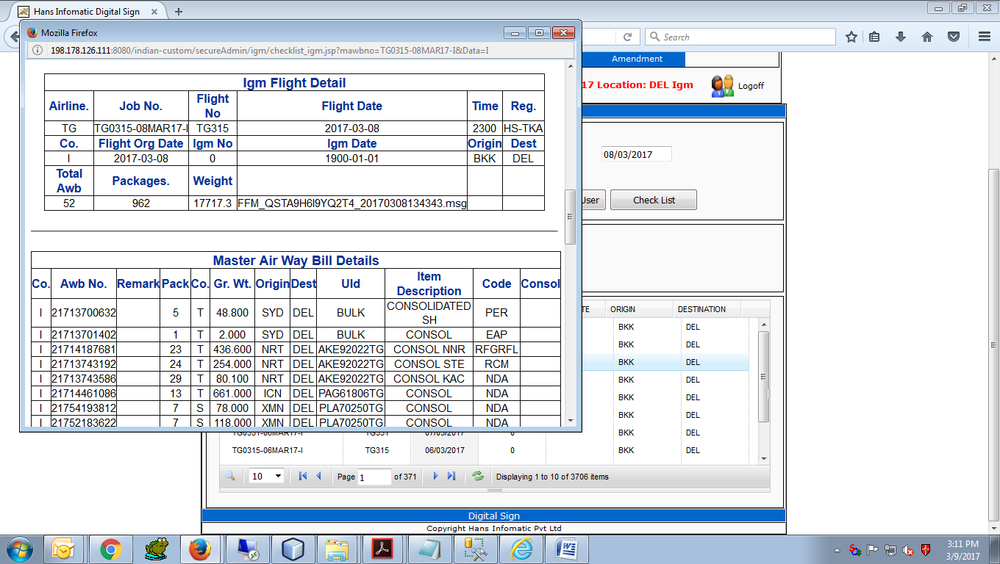 Hans Infomatic Digital Sign
Mozilla Firefox
198.178.126.111:8080/indian-custom/secureAdmin/igm/checklist_igm.jsp?mawbno=TG0315-08MAR17-I&Data=I
Search
Amendment
17 Location: DEL Igm
Logoff
Igm Flight Detail
Airline. Job No. Flight No Flight Date Time Reg.
TG TG0315-08MAR17-I TG315 2017-03-08 2300 HS-TKA
Co. Flight Org Date Igm No Igm Date Origin Dest
I 2017-03-08 0 1900-01-01 BKK DEL
Total Awb Packages. Weight
52 962 17717.3 FFM_QSTA9H6I9YQ2T4_20170308134343.msg
08/03/2017
User
Check List
Master Air Way Bill Details
Co. Awb No. Remark Pack Co. Gr. Wt. Origin Dest Uld Item Description Code Consol
I 21713700632 5 T 48.800 SYD DEL BULK CONSOLIDATED SH PER
I 21713701402 1 T 2.000 SYD DEL BULK CONSOL EAP
I 21714187681 23 T 436.600 NRT DEL AKE92022TG CONSOL NNR RFGRFL
I 21713743192 24 T 254.000 NRT DEL AKE92022TG CONSOL STE RCM
I 21713743586 29 T 80.100 NRT DEL AKE92022TG CONSOL KAC NDA
I 21714461086 13 T 661.000 ICN DEL PAG61806TG CONSOL NDA
I 21754193812 7 S 78.000 XMN DEL PLA70250TG CONSOL NDA
I 21752183622 7 S 118.000 XMN DEL PLA70250TG CONSOL NDA
TE ORIGIN DESTINATION
BKK DEL
BKK DEL
BKK DEL
BKK DEL
BKK DEL
BKK DEL
TG0331-06MAR17-I TG331 07/03/2017 0 BKK DEL
TG0315-06MAR17-I TG315 06/03/2017 0 BKK DEL
10 Page 1 of 371 Displaying 1 to 10 of 3706 items
Digital Sign
Copyright Hans Infomatic Pvt Ltd
3:11 PM
3/9/2017